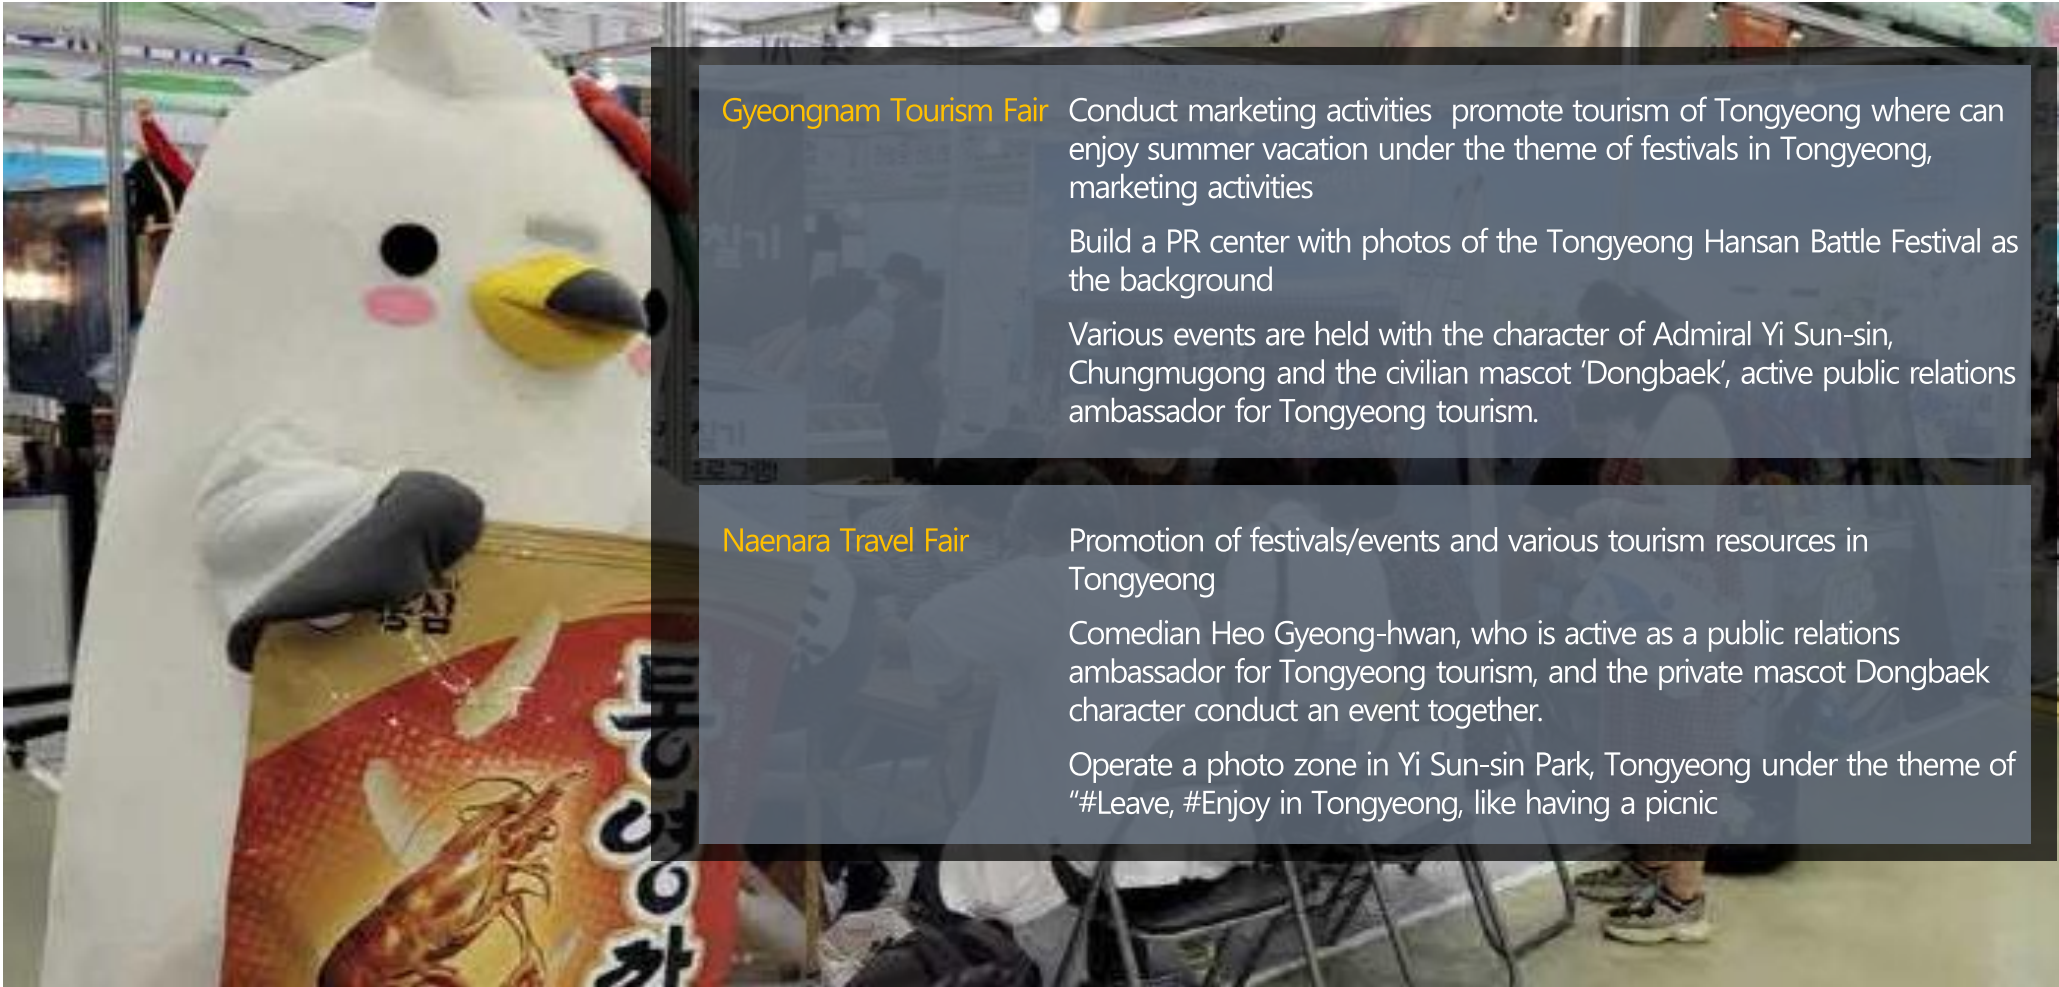 Gyeongnam Tourism Fair
Conduct marketing activities  promote tourism of Tongyeong where can
enjoy summer vacation under the theme of festivals in Tongyeong,
marketing activities
Build a PR center with photos of the Tongyeong Hansan Battle Festival as
the background
Various events are held with the character of Admiral Yi Sun-sin,
Chungmugong and the civilian mascot ‘Dongbaek’, active public relations
ambassador for Tongyeong tourism.
Naenara Travel Fair
Promotion of festivals/events and various tourism resources in
Tongyeong
Comedian Heo Gyeong-hwan, who is active as a public relations
ambassador for Tongyeong tourism, and the private mascot Dongbaek
character conduct an event together.
Operate a photo zone in Yi Sun-sin Park, Tongyeong under the theme of
“#Leave, #Enjoy in Tongyeong, like having a picnic
농심
통영깡